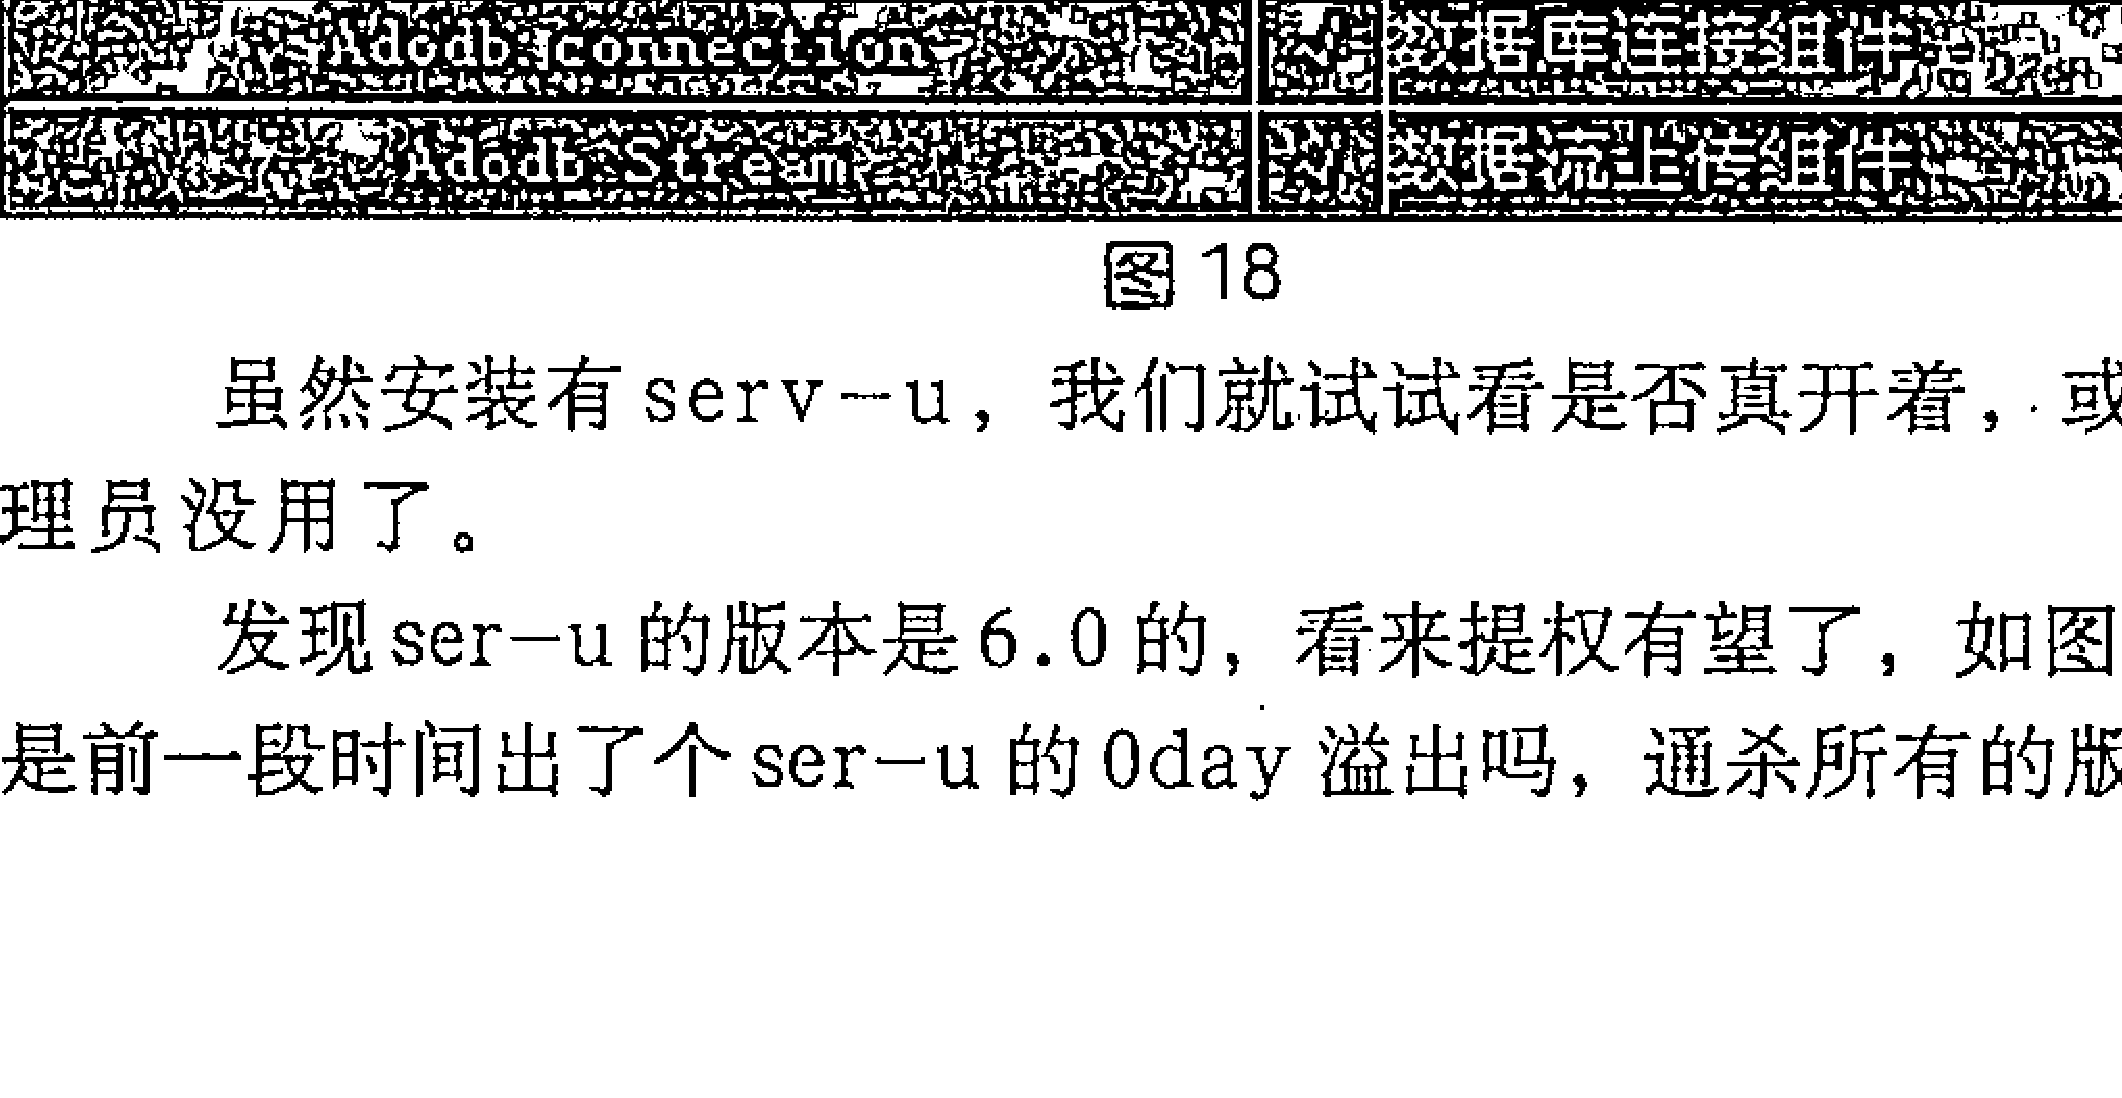 Adodb connection 数据库连接组件
Adodb Stream 数据流上传组件
图 18
虽然安装有 serv--u，我们就试试看是否真开着，或
理员没用了。
发现 ser-u 的版本是 6.0 的，看来提权有望了，如图
是前一段时间出了个 ser-u 的 0day 溢出吗，通杀所有的版